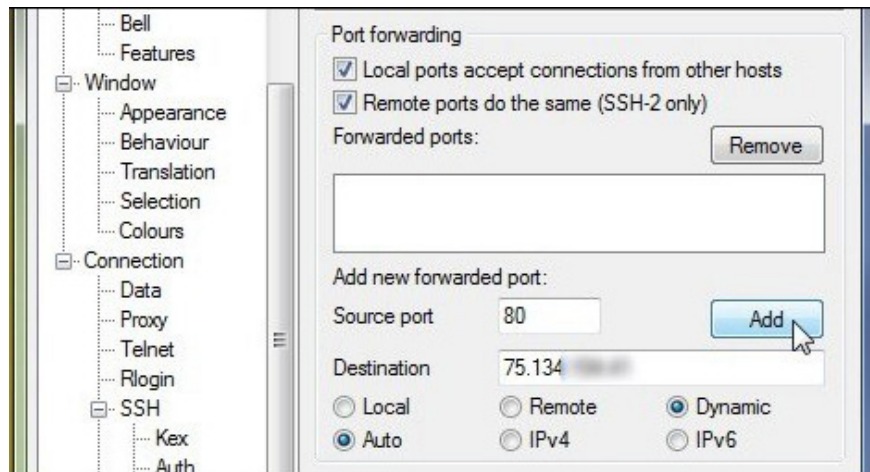 Bell
Features
Window
Appearance
Behaviour
Translation
Selection
Colours
Connection
Data
Proxy
Telnet
Rlogin
SSH
Kex
Auth
Port forwarding
Local ports accept connections from other hosts
Remote ports do the same (SSH-2 only)
Forwarded ports:
Remove
Add new forwarded port:
Source port 80 Add
Destination 75.134
Local Remote Dynamic
Auto IPv4 IPv6